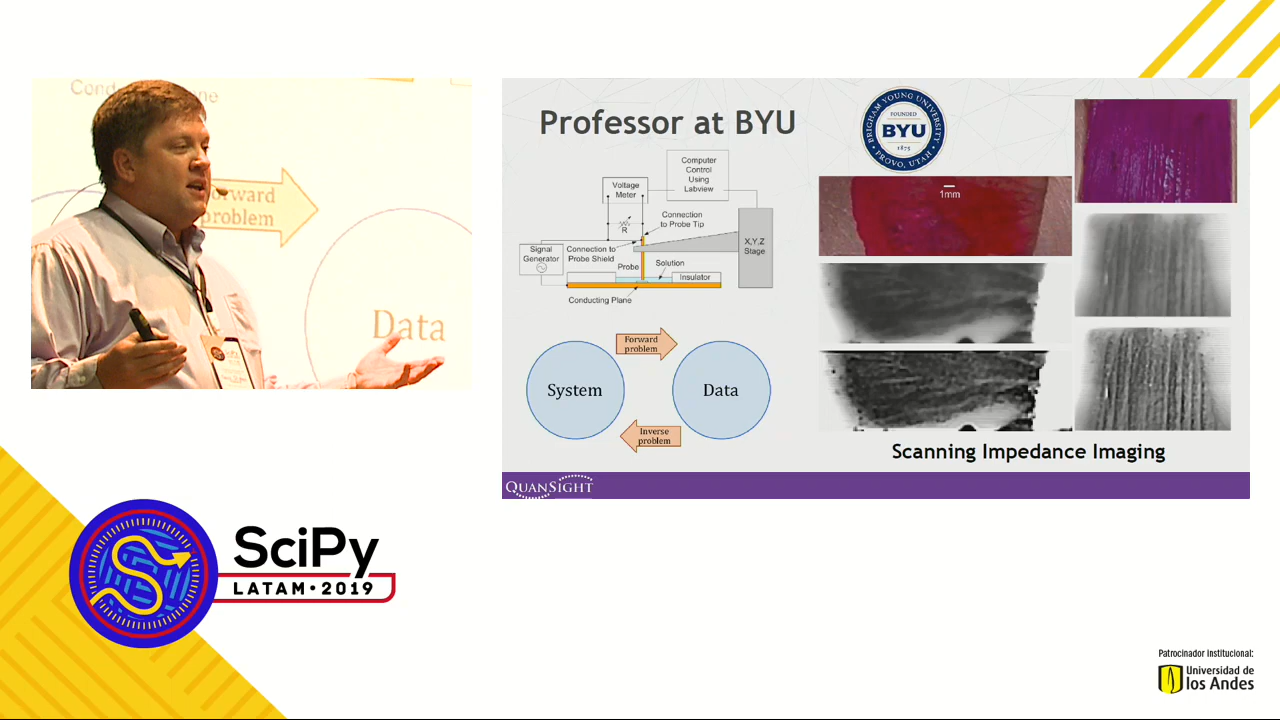 Forward
problem
Data
Professor at BYU
BRIGHAM YOUNG UNIVERSITY
FOUNDED
BYU
1875
PROVO, UTAH
Computer
Control
Using
Labview
Voltage
Meter
Connection
to Probe Tip
R
Signal
Generator
Connection to
Probe Shield
X,Y,Z
Stage
Probe
Solution
Insulator
Conducting Plane
1mm
Forward
problem
System
Data
Inverse
problem
Scanning Impedance Imaging
QUANSIGHT
SciPy
LATAM • 2019
Patrocinador Institucional:
Universidad de
los Andes